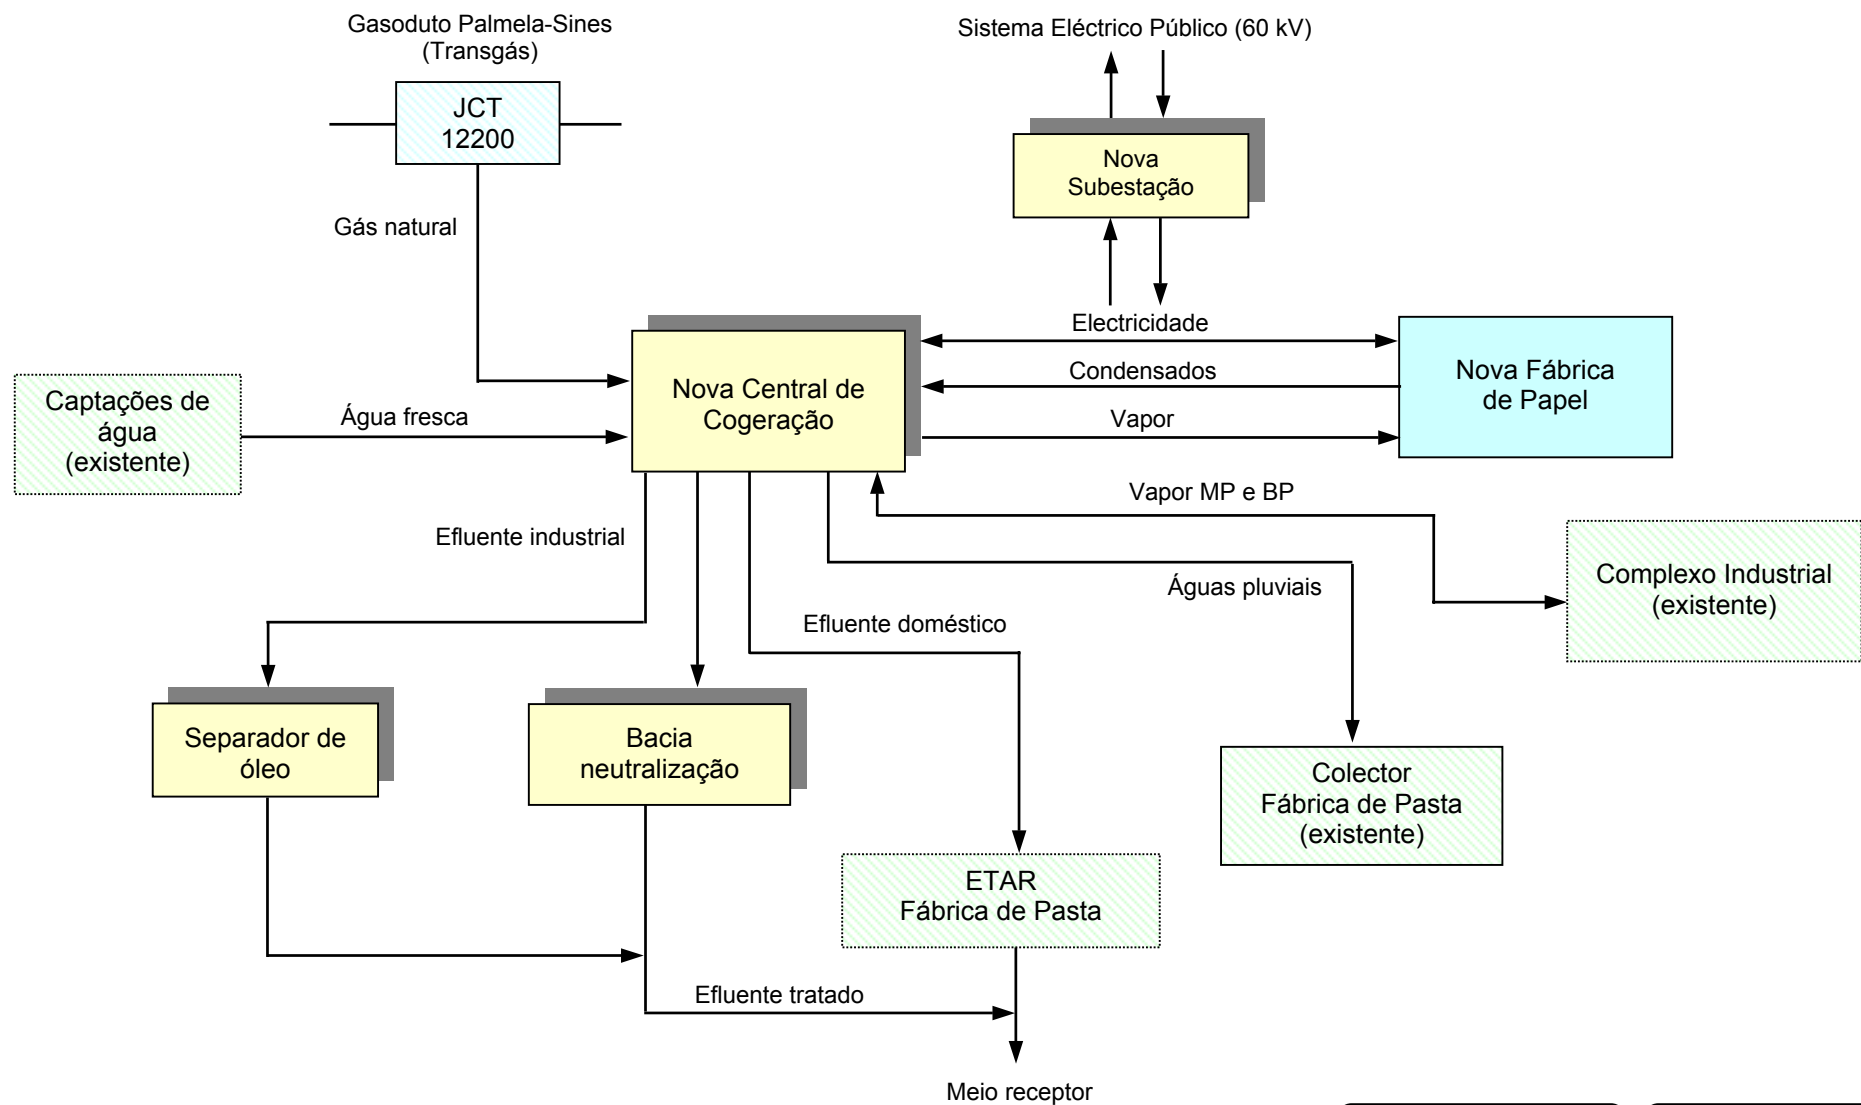 Gasoduto Palmela-Sines
(Transgás)
Sistema Eléctrico Público (60 kV)
JCT
12200
Nova
Subestação
Gás natural
Electricidade
Condensados
Vapor
Nova Central de
Cogeração
Nova Fábrica
de Papel
Captações de
água
(existente)
Água fresca
Vapor MP e BP
Efluente industrial
Complexo Industrial
(existente)
Águas pluviais
Efluente doméstico
Separador de
óleo
Bacia
neutralização
Colector
Fábrica de Pasta
(existente)
ETAR
Fábrica de Pasta
Efluente tratado
Meio receptor